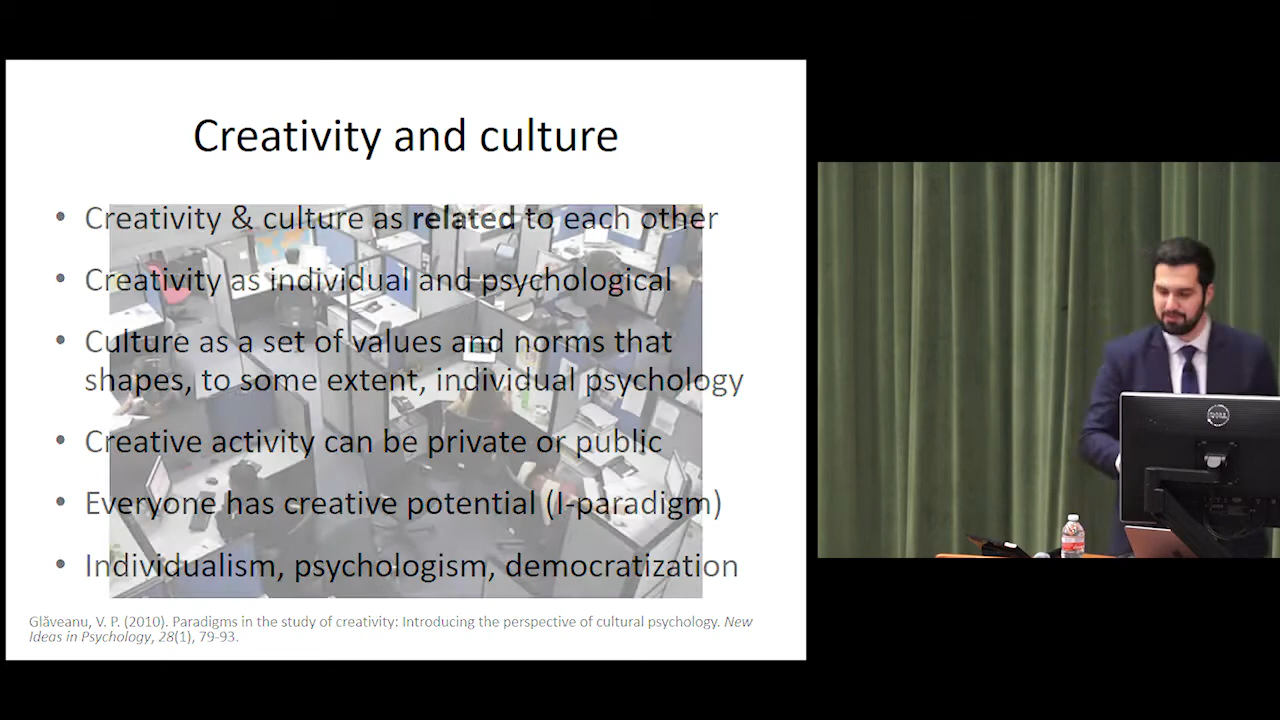 Creativity and culture
• Creativity & culture as related to each other
• Creativity as individual and psychological
• Culture as a set of values and norms that
shapes, to some extent, individual psychology
• Creative activity can be private or public
• Everyone has creative potential (I-paradigm)
• Individualism, psychologism, democratization
Glăveanu, V. P. (2010). Paradigms in the study of creativity: Introducing the perspective of cultural psychology. New
Ideas in Psychology, 28(1), 79-93.
DELL